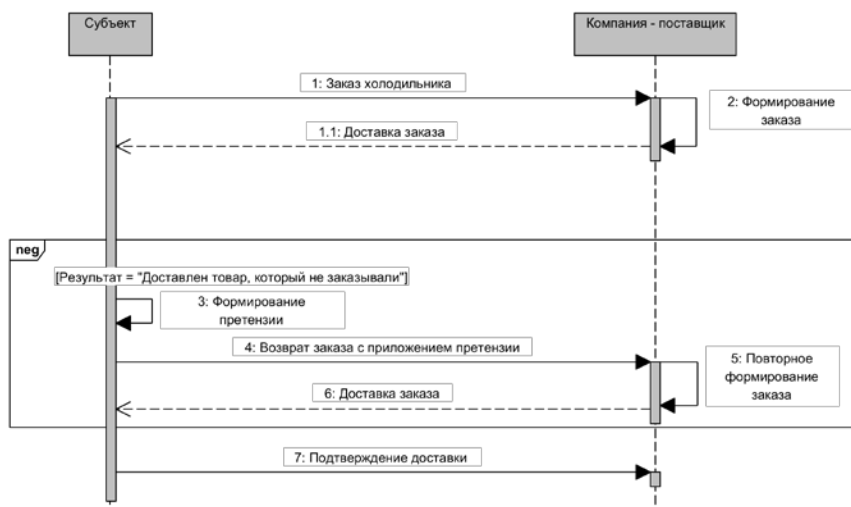 Субъект
Компания - поставщик
1: Заказ холодильника
2: Формирование
заказа
1.1: Доставка заказа
neg
[Результат = "Доставлен товар, который не заказывали"]
3: Формирование
претензии
4: Возврат заказа с приложением претензии
5: Повторное
формирование
заказа
6: Доставка заказа
7: Подтверждение доставки